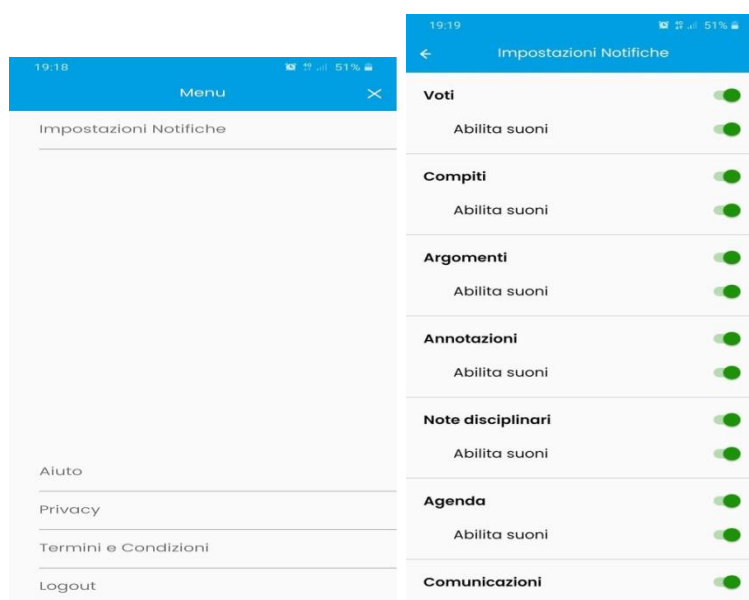 19:18
51%
Menu
Impostazioni Notifiche
Aiuto
Privacy
Termini e Condizioni
Logout
19:19
51%
Impostazioni Notifiche
Voti
Abilita suoni
Compiti
Abilita suoni
Argomenti
Abilita suoni
Annotazioni
Abilita suoni
Note disciplinari
Abilita suoni
Agenda
Abilita suoni
Comunicazioni